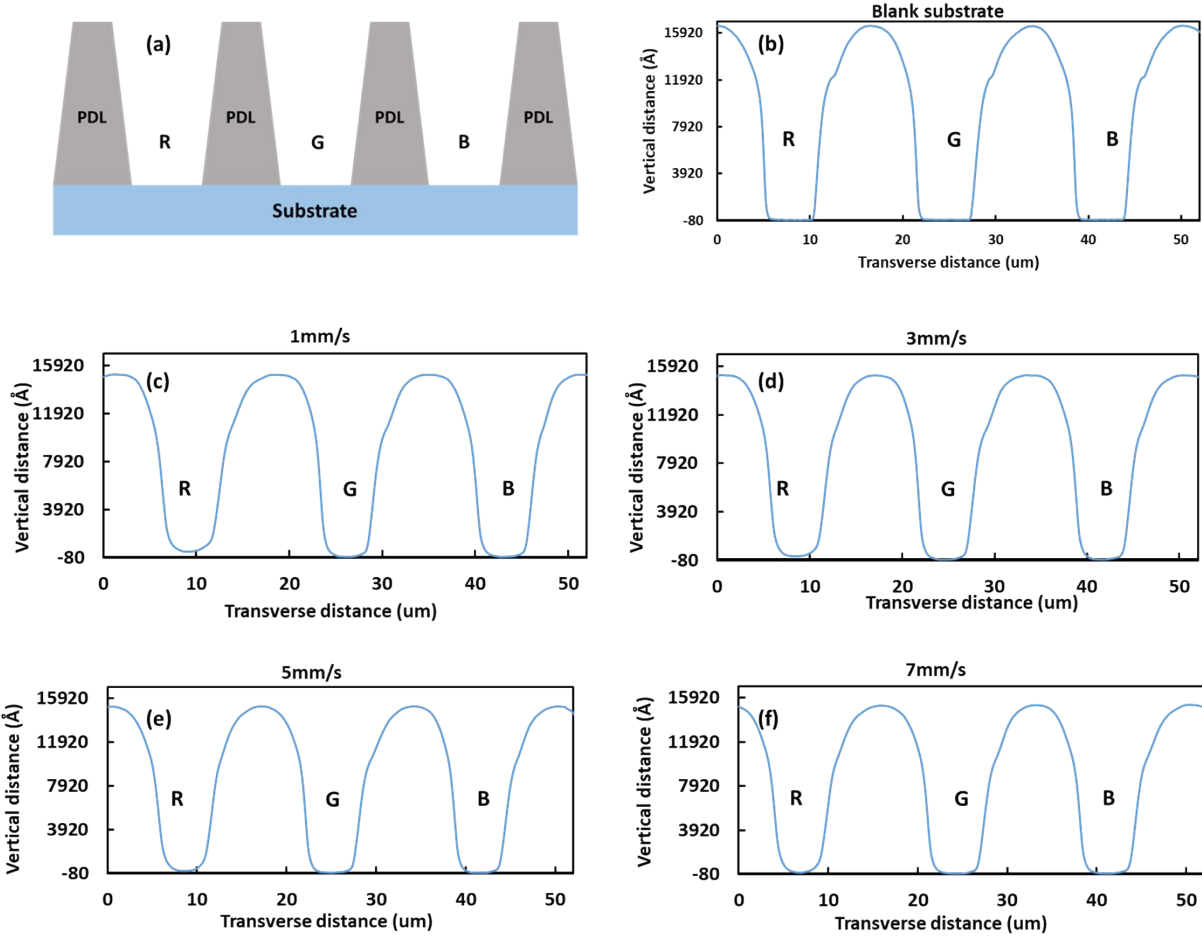 (a)
PDL PDL PDL PDL
R G B
Substrate
Blank substrate
(b)
15920
11920
7920
3920
-80
Vertical distance (Å)
R G B
0 10 20 30 40 50
Transverse distance (um)
1mm/s
(c)
15920
11920
7920
3920
-80
Vertical distance (Å)
R G B
0 10 20 30 40 50
Transverse distance (um)
3mm/s
(d)
15920
11920
7920
3920
-80
Vertical distance (Å)
R G B
0 10 20 30 40 50
Transverse distance (um)
5mm/s
(e)
15920
11920
7920
3920
-80
Vertical distance (Å)
R G B
0 10 20 30 40 50
Transverse distance (um)
7mm/s
(f)
15920
11920
7920
3920
-80
Vertical distance (Å)
R G B
0 10 20 30 40 50
Transverse distance (um)